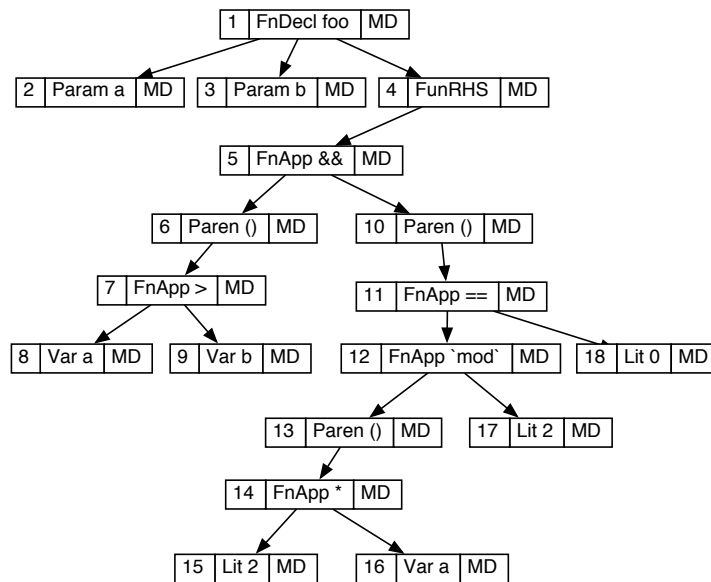 1 FnDecl foo MD
2 Param a MD 3 Param b MD 4 FunRHS MD
5 FnApp && MD
6 Paren () MD 10 Paren () MD
7 FnApp > MD 11 FnApp == MD
8 Var a MD 9 Var b MD 12 FnApp `mod` MD 18 Lit 0 MD
13 Paren () MD 17 Lit 2 MD
14 FnApp * MD
15 Lit 2 MD 16 Var a MD